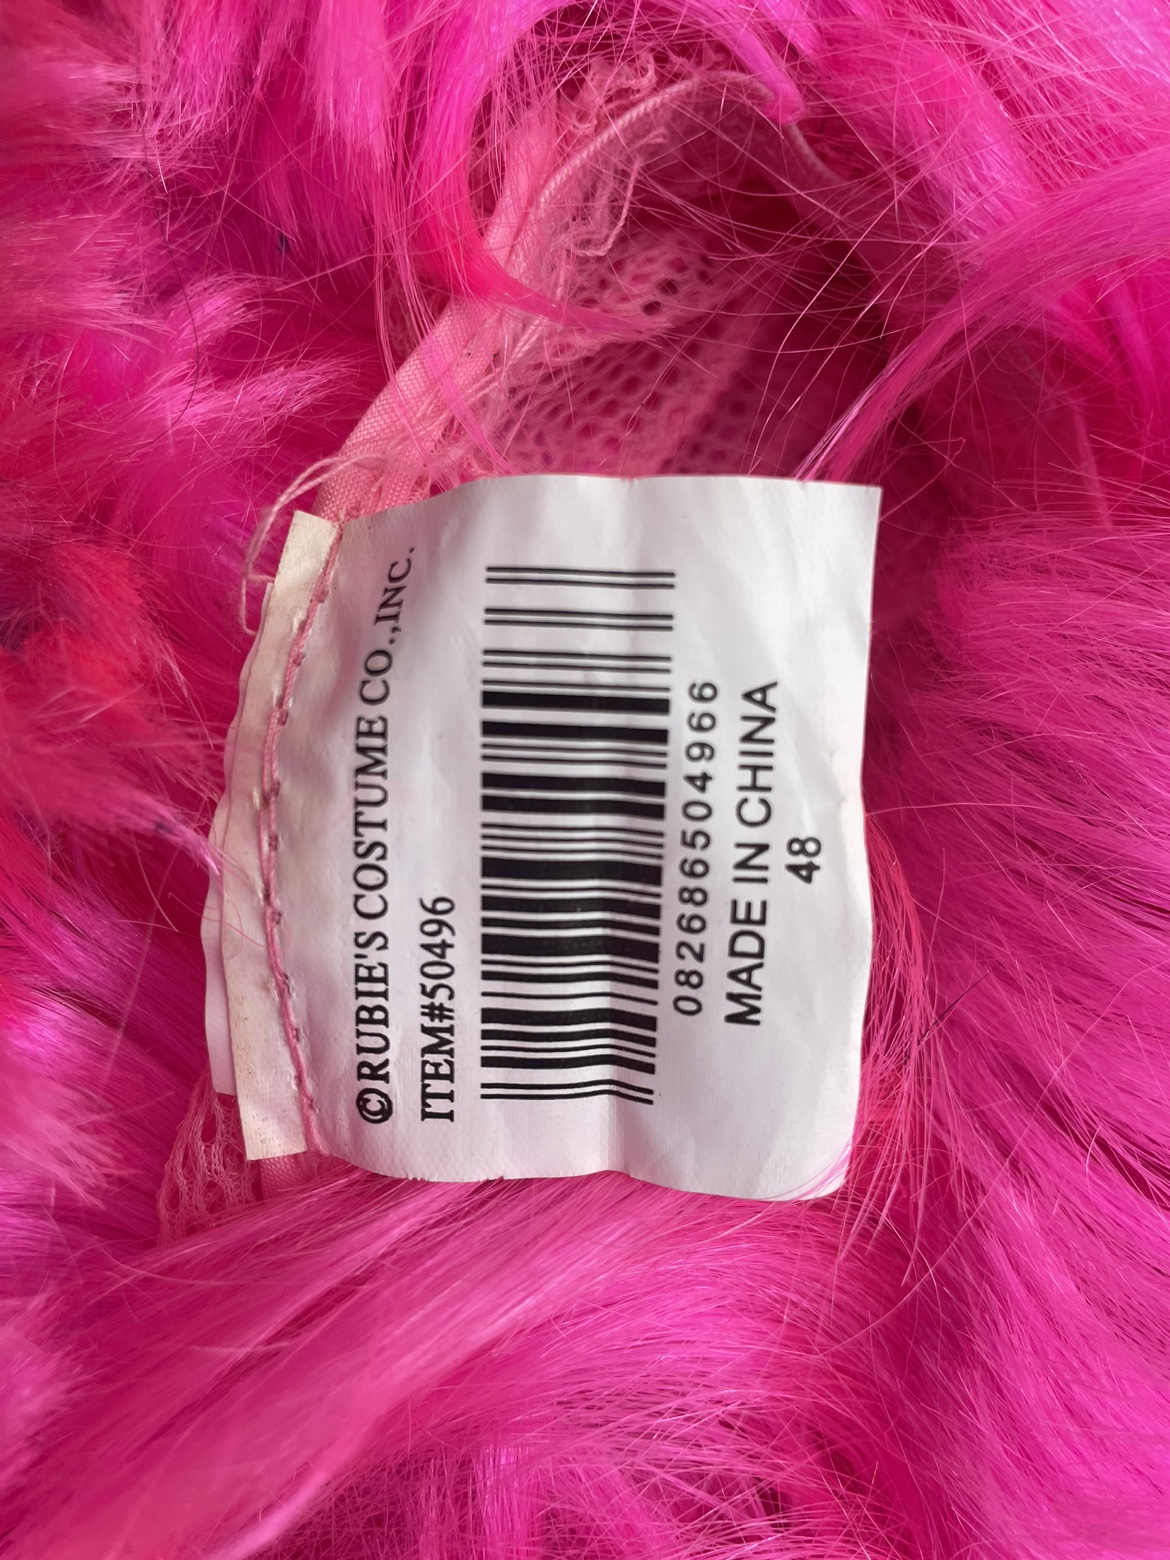 ©RUBIE'S COSTUME CO.,INC.
ITEM#50496
082686504966
MADE IN CHINA
48